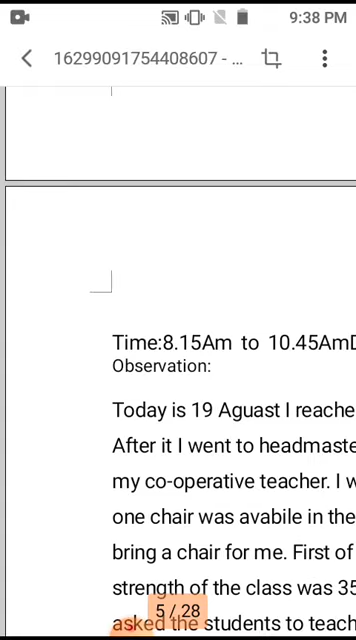 9:38 PM
16299091754408607 - ...
Time:8.15Am to 10.45Am
Observation:
Today is 19 Aguast I reache
After it I went to headmaste
my co-operative teacher. I w
one chair was avabile in the
bring a chair for me. First of
strength of the class was 35
5 / 28
asked the students to teach